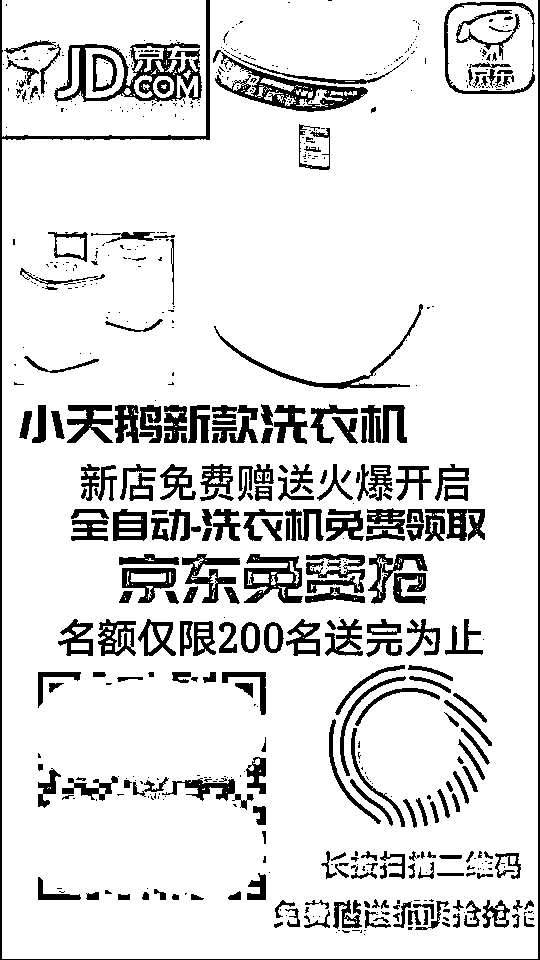 JD京东.COM
京东
小天鹅新款洗衣机
新店免费赠送火爆开启
全自动-洗衣机免费领取
京东免费抢
名额仅限200名送完为止
长按扫描二维码
免费赠送抢抢抢